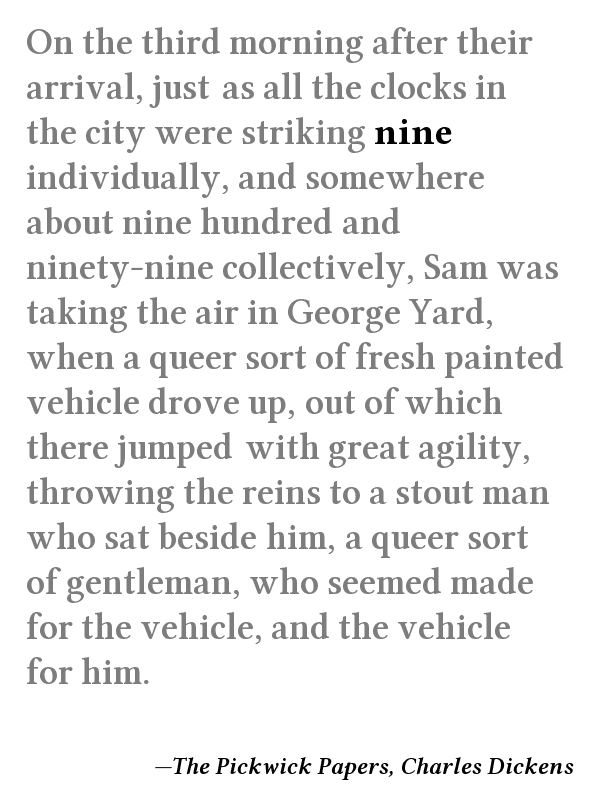 On the third morning after their
arrival, just as all the clocks in
the city were striking nine
individually, and somewhere
about nine hundred and
ninety-nine collectively, Sam was
taking the air in George Yard,
when a queer sort of fresh painted
vehicle drove up, out of which
there jumped with great agility,
throwing the reins to a stout man
who sat beside him, a queer sort
of gentleman, who seemed made
for the vehicle, and the vehicle
for him.
—The Pickwick Papers, Charles Dickens